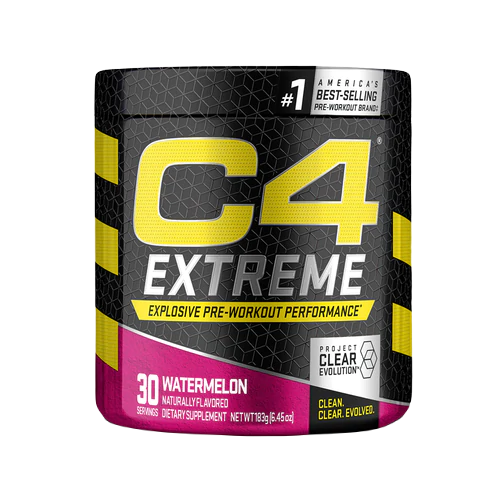 #1
AMERICA'S
BEST-SELLING
PRE-WORKOUT BRAND‡
C4®
EXTREME
EXPLOSIVE PRE-WORKOUT PERFORMANCE*
PROJECT
CLEAR
EVOLUTION™
30
SERVINGS
WATERMELON
NATURALLY FLAVORED
DIETARY SUPPLEMENT NET WT 183g (6.45oz)
CLEAN.
CLEAR. EVOLVED.